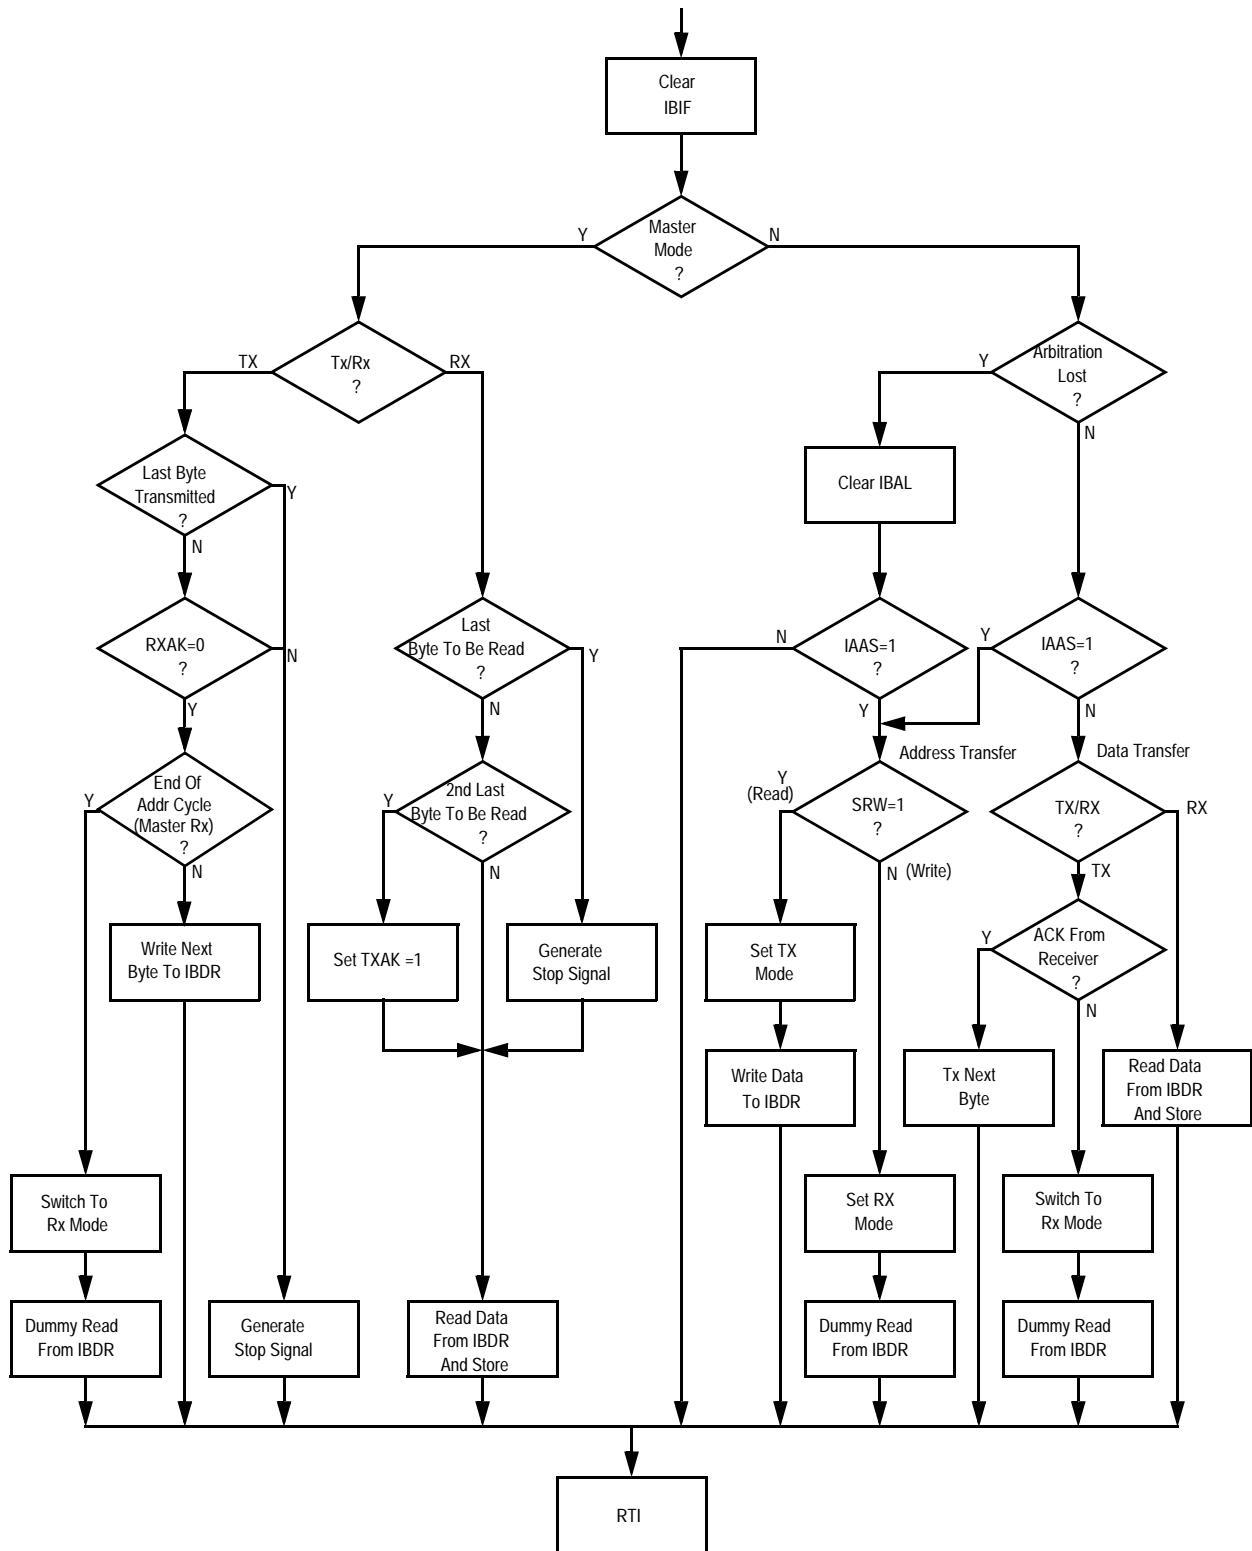 Clear
IBIF
Master
Mode
?
Y
N
Tx/Rx
?
TX
RX
Arbitration
Lost
?
Y
N
Last Byte
Transmitted
?
Y
N
Clear IBAL
RXAK=0
?
N
Y
Last
Byte To Be Read
?
Y
N
IAAS=1
?
N
Y
IAAS=1
?
Y
N
Address Transfer
Data Transfer
End Of
Addr Cycle
(Master Rx)
?
Y
N
2nd Last
Byte To Be Read
?
Y
N
SRW=1
?
Y
(Read)
N (Write)
TX/RX
?
RX
TX
Write Next
Byte To IBDR
Set TXAK =1
Generate
Stop Signal
Set TX
Mode
ACK From
Receiver
?
Y
N
Write Data
To IBDR
Tx Next
Byte
Read Data
From IBDR
And Store
Switch To
Rx Mode
Set RX
Mode
Switch To
Rx Mode
Dummy Read
From IBDR
Generate
Stop Signal
Read Data
From IBDR
And Store
Dummy Read
From IBDR
Dummy Read
From IBDR
RTI